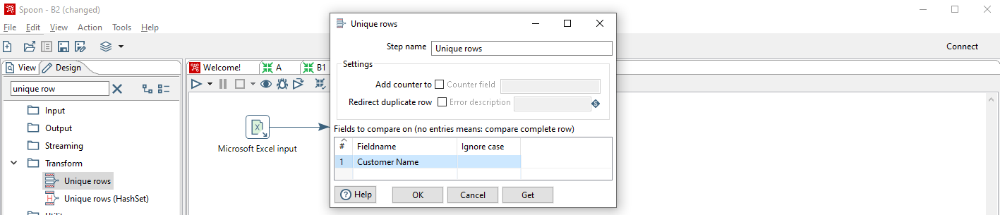 Spoon - B2 (changed)
File Edit View Action Tools Help
Connect
View Design
unique row
Input
Output
Streaming
Transform
Unique rows
Unique rows (HashSet)
Welcome! A B1
Microsoft Excel input
Unique rows
Step name Unique rows
Settings
Add counter to Counter field
Redirect duplicate row Error description
Fields to compare on (no entries means: compare complete row)
# Fieldname Ignore case
1 Customer Name
Help OK Cancel Get